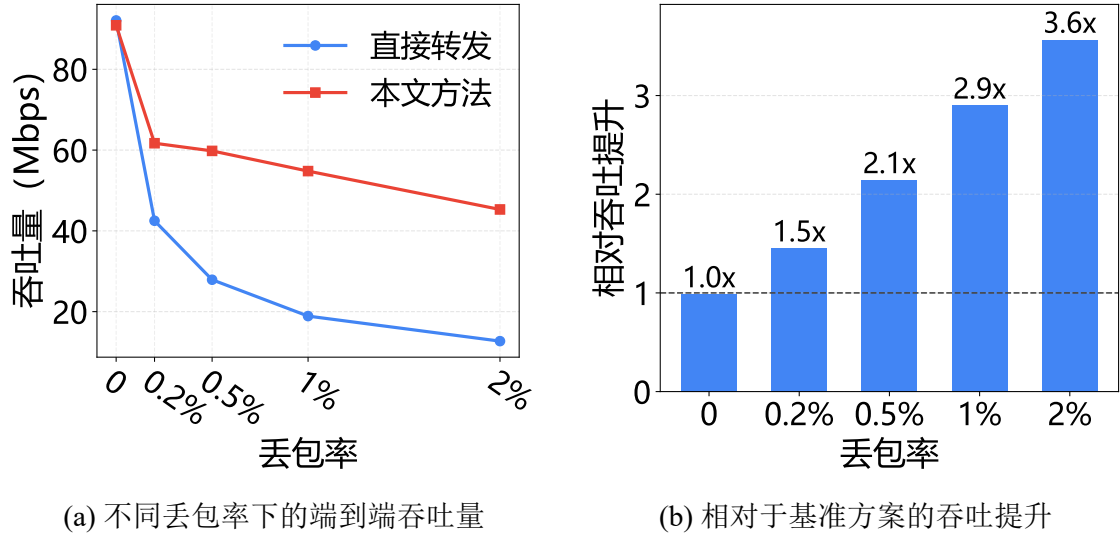 直接转发
本文方法
吞吐量（Mbps）
80
60
40
20
0
0.2%
0.5%
1%
2%
丢包率
(a) 不同丢包率下的端到端吞吐量
相对吞吐提升
3
2
1
0
1.0x
1.5x
2.1x
2.9x
3.6x
0
0.2%
0.5%
1%
2%
丢包率
(b) 相对于基准方案的吞吐提升